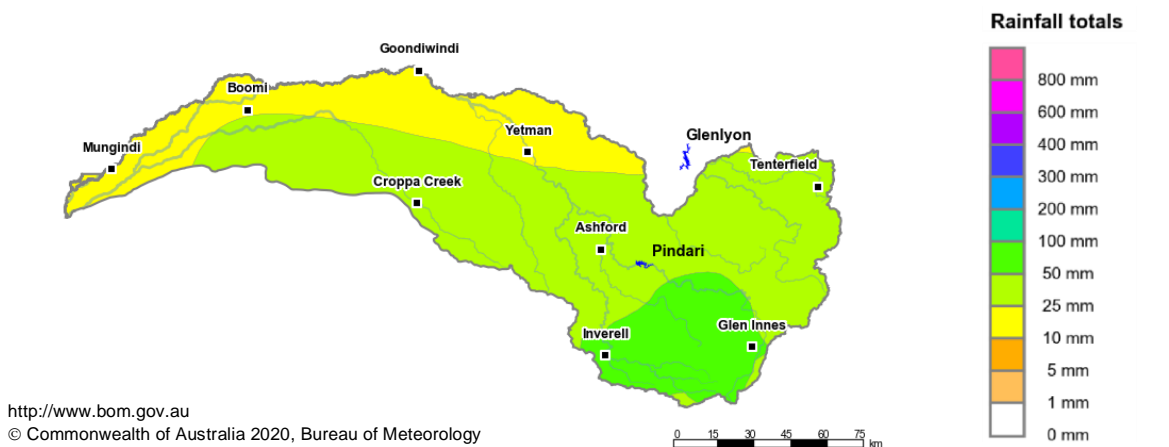 Rainfall totals
Goondiwindi
Boomi
Yetman
Mungindi
Glenlyon
Tenterfield
Croppa Creek
Ashford
Pindari
Inverell
Glen Innes
800 mm
600 mm
400 mm
300 mm
200 mm
100 mm
50 mm
25 mm
10 mm
5 mm
1 mm
0 mm
http://www.bom.gov.au
© Commonwealth of Australia 2020, Bureau of Meteorology
0 15 30 45 60 75
km